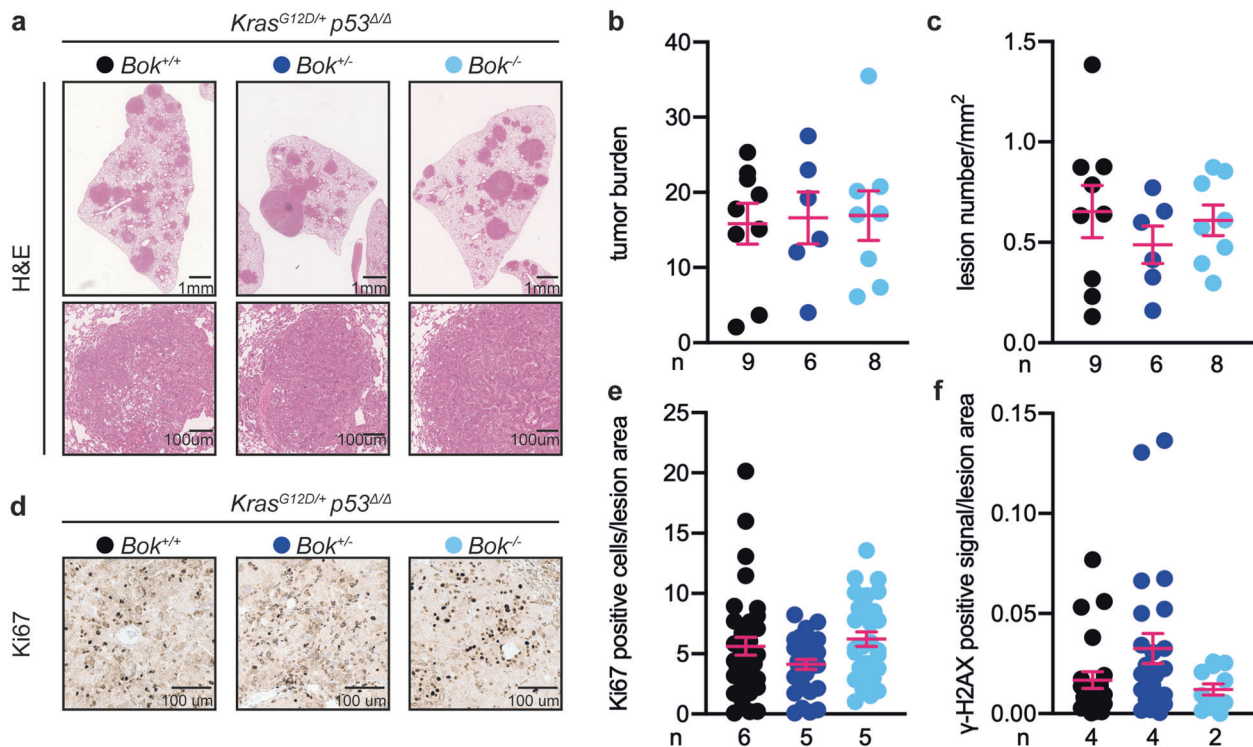 a
Kras^G12D/+ p53^Δ/Δ
Bok^+/+ Bok^+/- Bok^-/-
H&E
1mm 1mm 1mm
100um 100um 100um
b
tumor burden
40
30
20
10
0
n 9 6 8
c
lesion number/mm²
1.5
1.0
0.5
0.0
n 9 6 8
d
Kras^G12D/+ p53^Δ/Δ
Bok^+/+ Bok^+/- Bok^-/-
Ki67
100 um 100 um 100 um
e
Ki67 positive cells/lesion area
25
20
15
10
5
0
n 6 5 5
f
γ-H2AX positive signal/lesion area
0.15
0.10
0.05
0.00
n 4 4 2